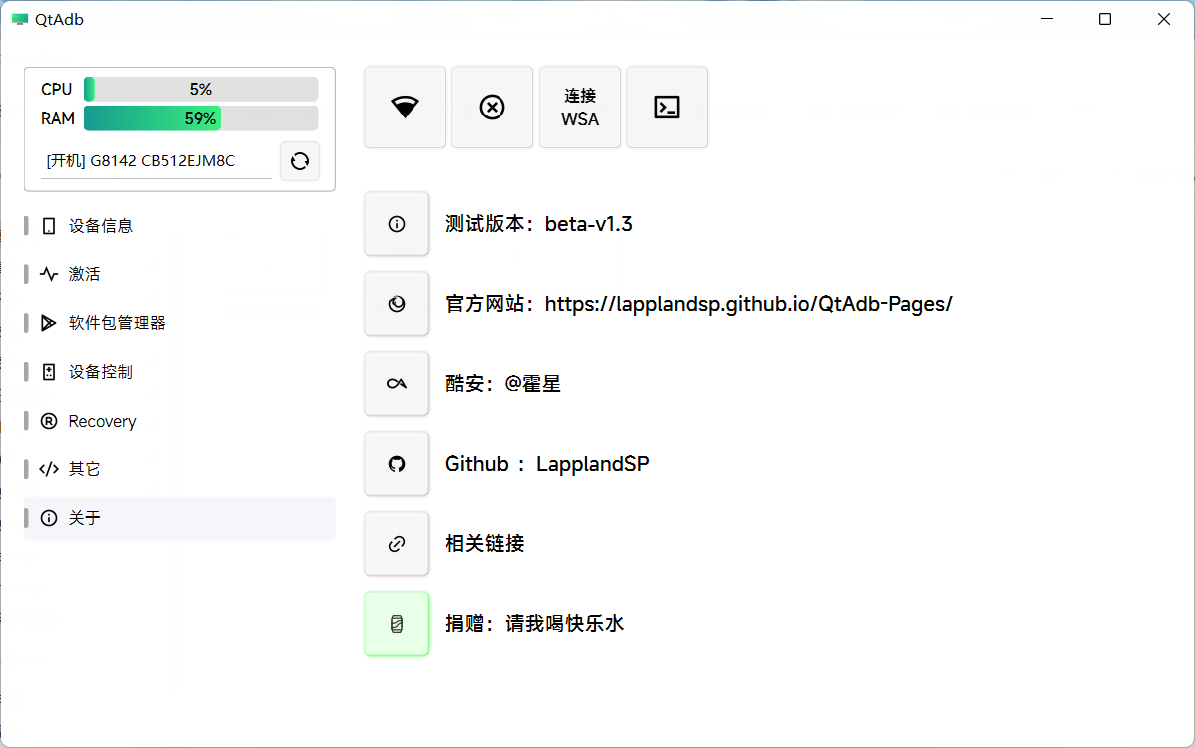 QtAdb
CPU 5%
RAM 59%
[开机] G8142 CB512EJM8C
设备信息
激活
软件包管理器
设备控制
Recovery
其它
关于
连接
WSA
测试版本：beta-v1.3
官方网站：https://lapplandsp.github.io/QtAdb-Pages/
酷安：@霍星
Github ：LapplandSP
相关链接
捐赠：请我喝快乐水